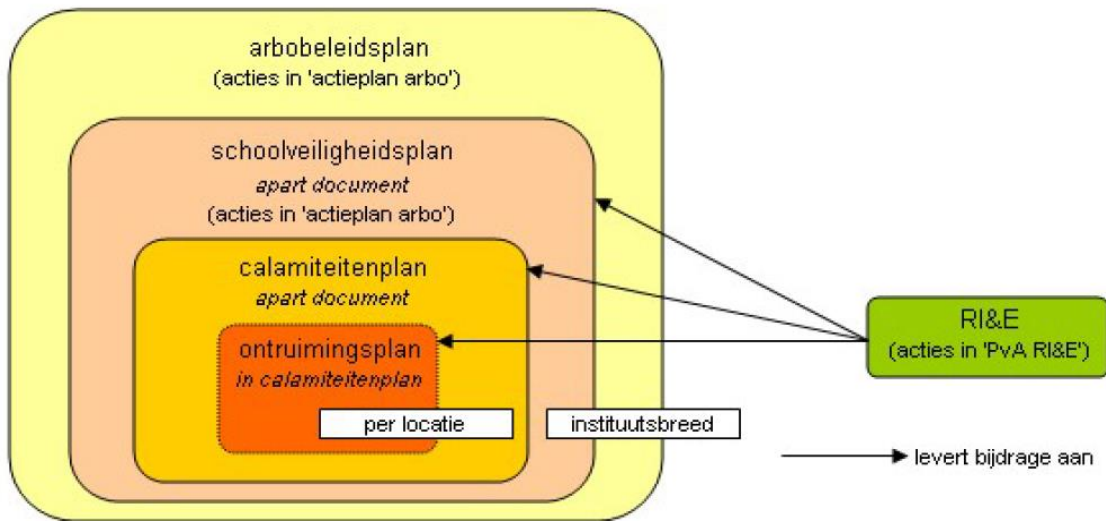 arbobeleidsplan
(acties in 'actieplan arbo')
schoolveiligheidsplan
apart document
(acties in 'actieplan arbo')
calamiteitenplan
apart document
ontruimingsplan
in calamiteitenplan
per locatie
instituutsbreed
RI&E
(acties in 'PvA RI&E')
levert bijdrage aan